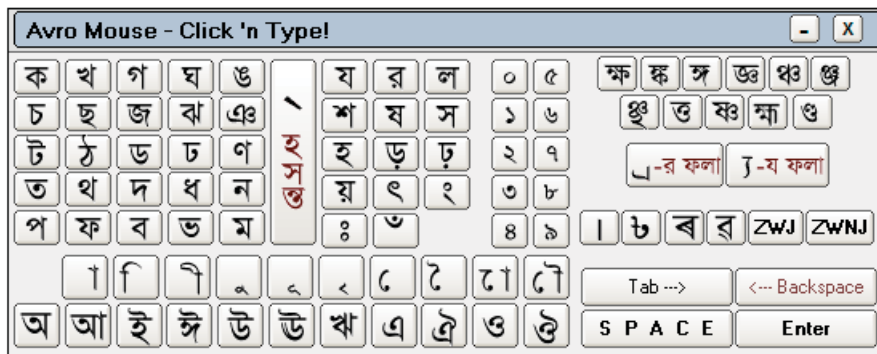 Avro Mouse - Click 'n Type! - X
ক খ গ ঘ ঙ য র ল ০ ৫ ক্ষ ঙ্ক ঙ্গ জ্ঞ ঞ্চ ঞ্জ
চ ছ জ ঝ ঞ শ ষ স ১ ৬ ঞ্ছ ত্ত ষ্ণ হ্ম ণ্ড
ট ঠ ড ঢ ণ হসন্ত ্ হ ড় ঢ় ২ ৭ ্র-র ফলা ্য-য ফলা
ত থ দ ধ ন য় ৎ ং ৩ ৮
প ফ ব ভ ম ঃ ঁ ৪ ৯ । ৳ ৰ ৱ ZWJ ZWNJ
া ি ী ু ূ ৃ ে ৈ ো ৌ Tab ---> <--- Backspace
অ আ ই ঈ উ ঊ ঋ এ ঐ ও ঔ S P A C E Enter